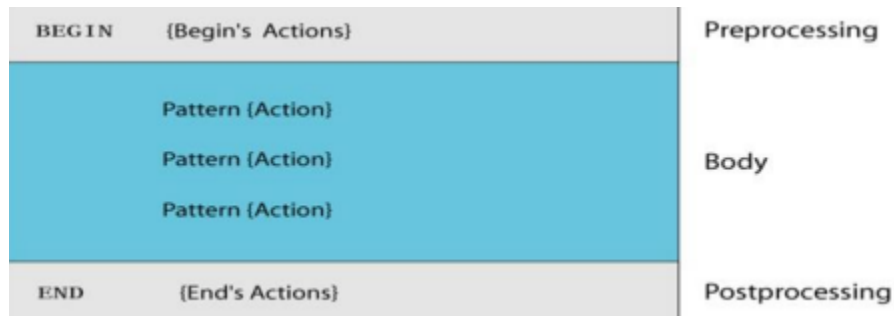 BEGIN {Begin's Actions} Preprocessing
Pattern {Action}
Pattern {Action}
Body
Pattern {Action}
END {End's Actions} Postprocessing